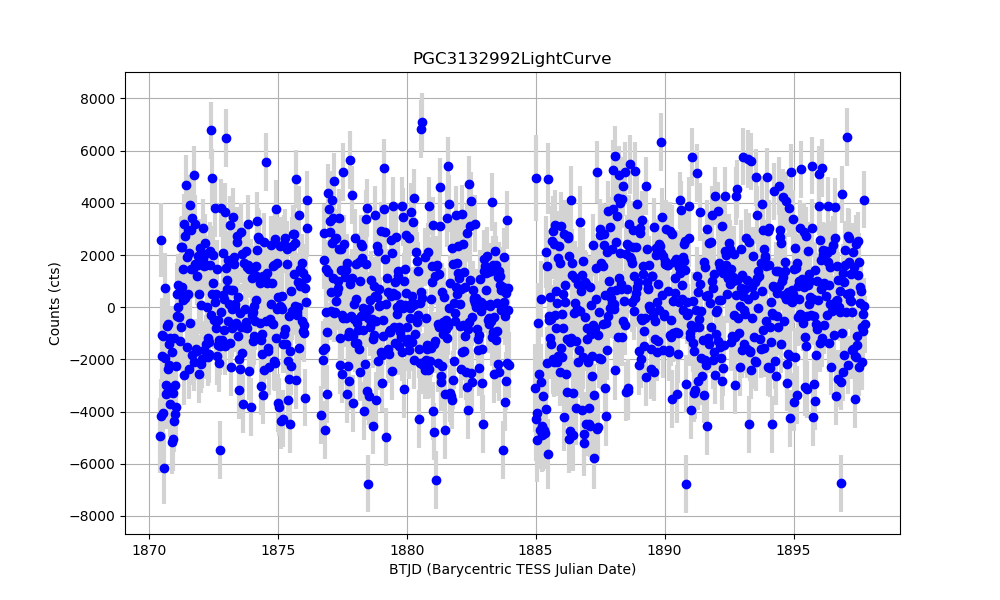 PGC3132992LightCurve
8000
6000
4000
2000
0
−2000
−4000
−6000
−8000
Counts (cts)
1870 1875 1880 1885 1890 1895
BTJD (Barycentric TESS Julian Date)